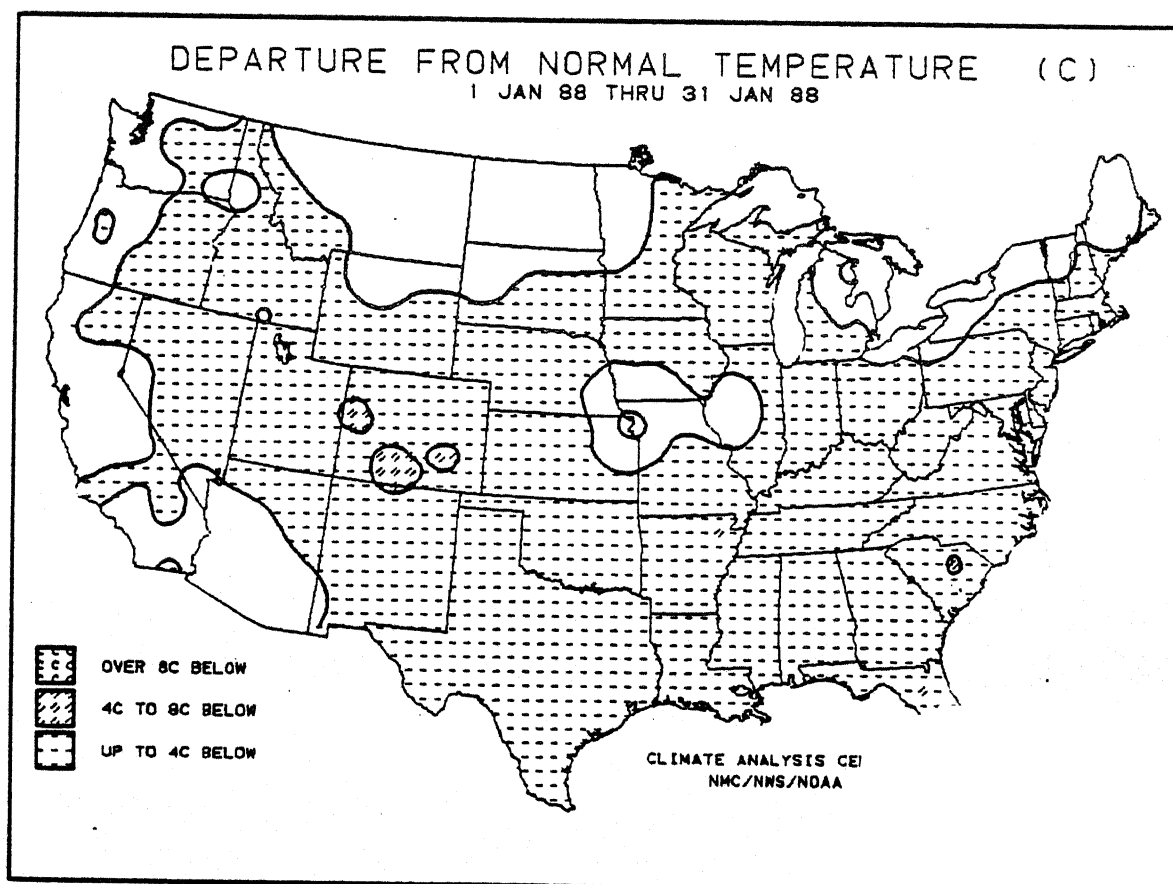 DEPARTURE FROM NORMAL TEMPERATURE (C)
1 JAN 88 THRU 31 JAN 88
C OVER 8C BELOW
4C TO 8C BELOW
UP TO 4C BELOW
CLIMATE ANALYSIS CEI
NMC/NWS/NOAA